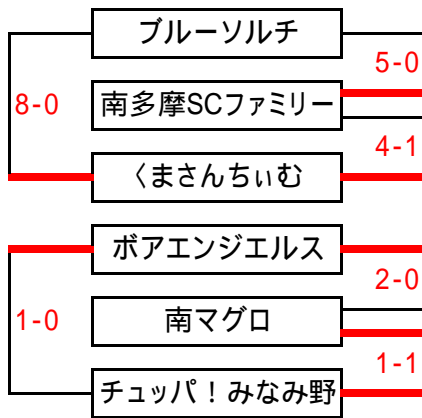 ブルーソルチ
5-0
8-0
南多摩SCファミリー
4-1
くまさんちぃむ
ボアエンジエルス
2-0
1-0
南マグロ
1-1
チュッパ！みなみ野